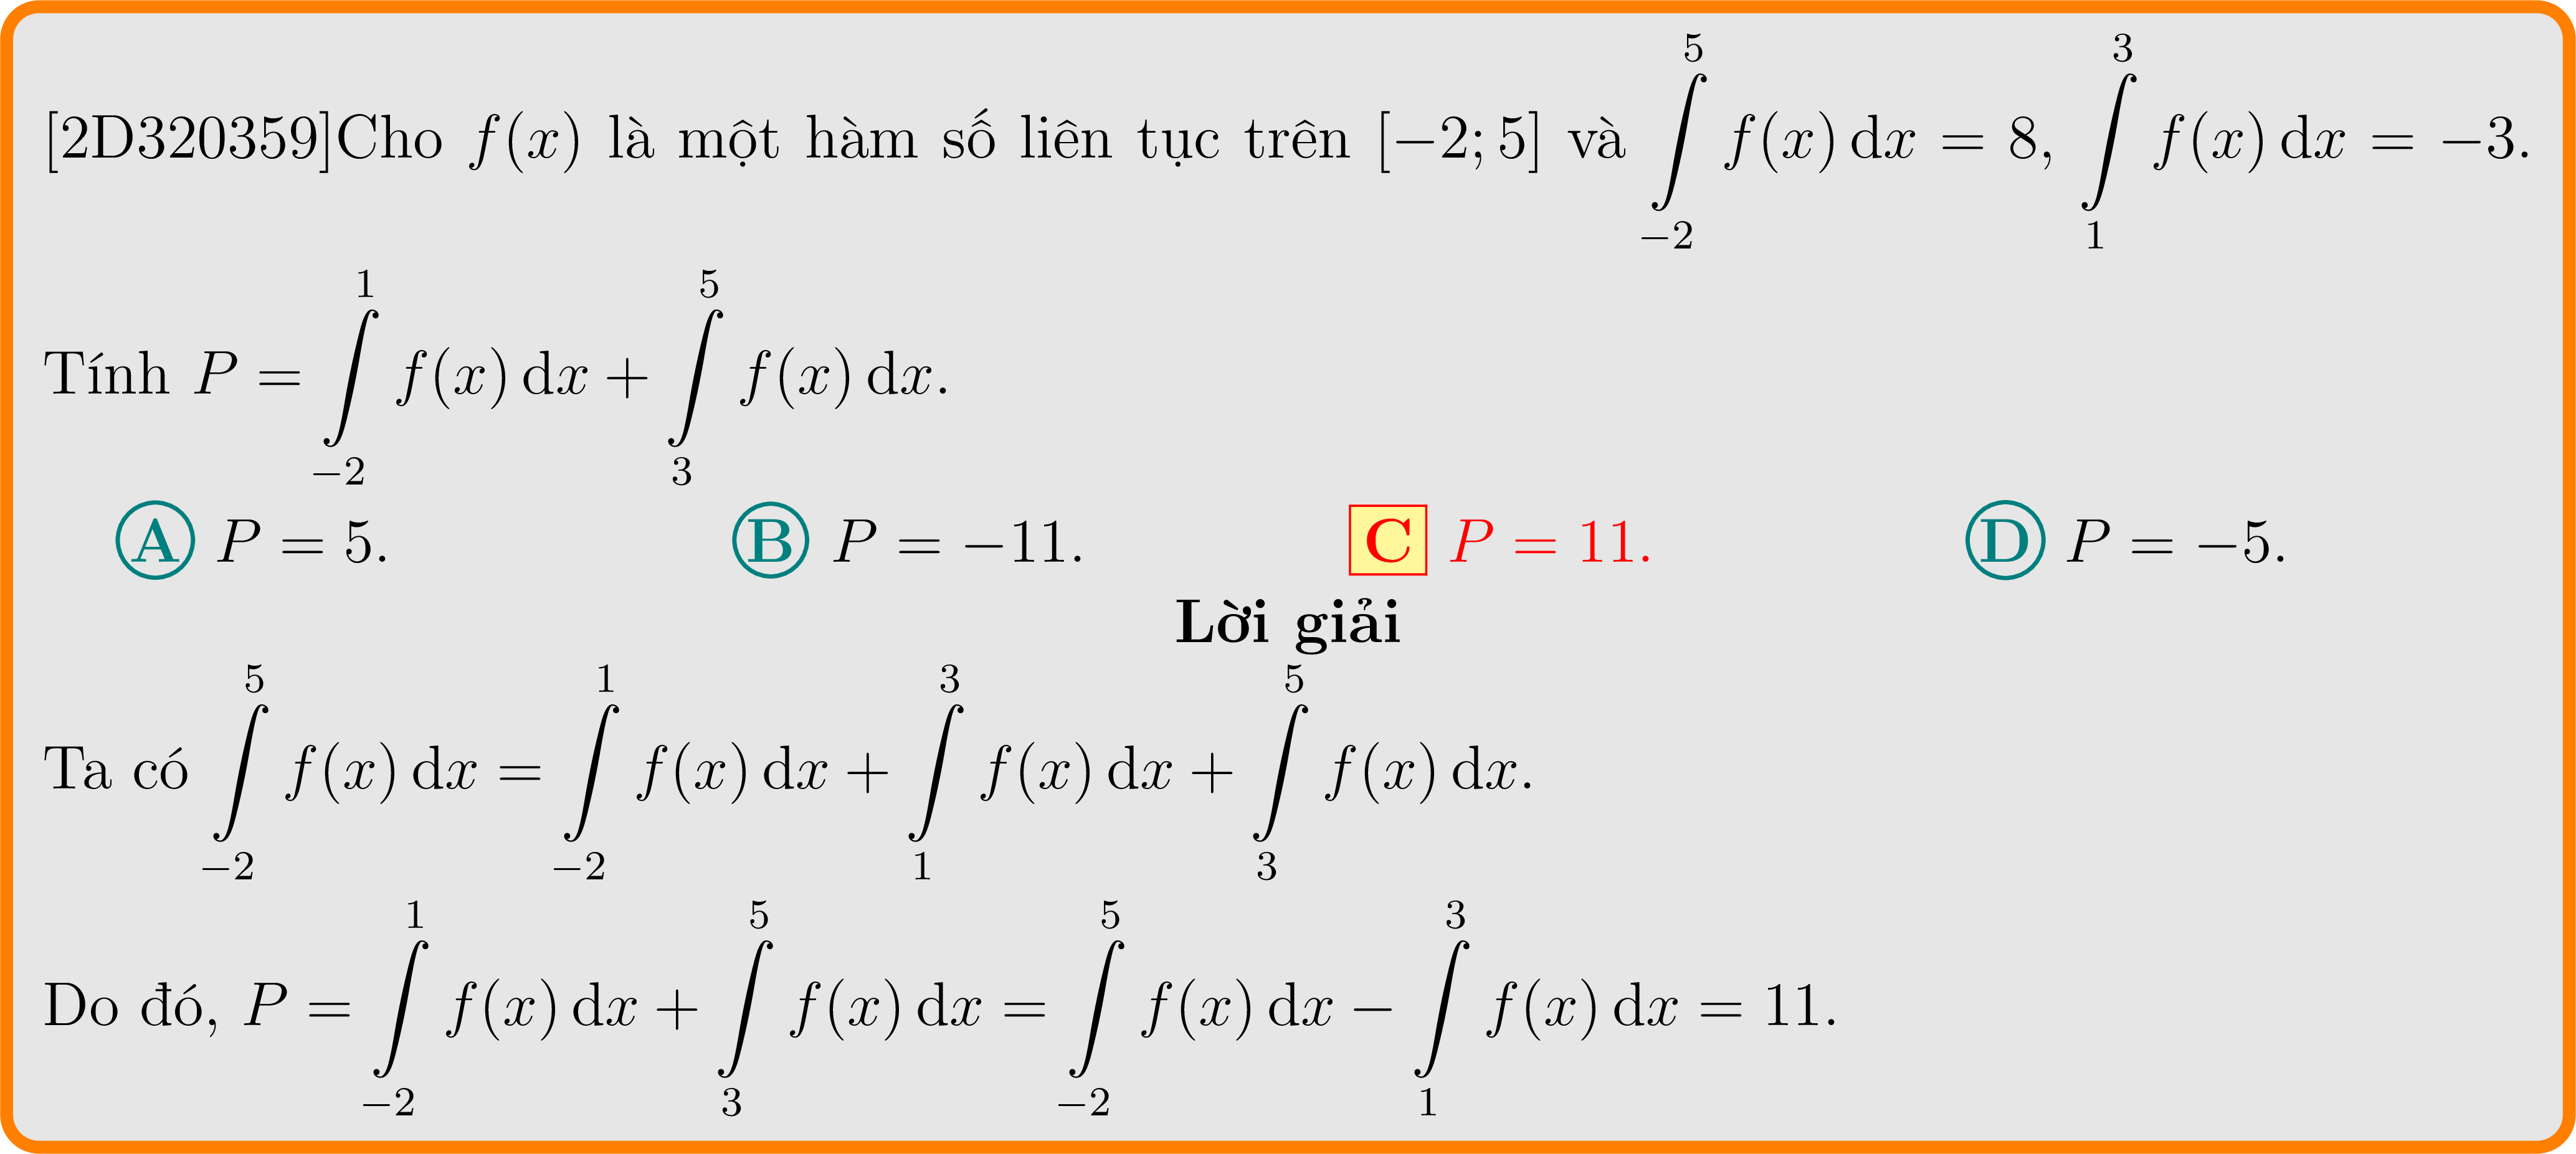 [2D320359]Cho $f(x)$ là một hàm số liên tục trên $[-2;5]$ và $\int\limits_{-2}^{5} f(x)\,\mathrm{d}x = 8$, $\int\limits_{1}^{3} f(x)\,\mathrm{d}x = -3$.
Tính $P = \int\limits_{-2}^{1} f(x)\,\mathrm{d}x + \int\limits_{3}^{5} f(x)\,\mathrm{d}x$.
A $P = 5$. B $P = -11$. C $P = 11$. D $P = -5$.
Lời giải
Ta có $\int\limits_{-2}^{5} f(x)\,\mathrm{d}x = \int\limits_{-2}^{1} f(x)\,\mathrm{d}x + \int\limits_{1}^{3} f(x)\,\mathrm{d}x + \int\limits_{3}^{5} f(x)\,\mathrm{d}x$.
Do đó, $P = \int\limits_{-2}^{1} f(x)\,\mathrm{d}x + \int\limits_{3}^{5} f(x)\,\mathrm{d}x = \int\limits_{-2}^{5} f(x)\,\mathrm{d}x - \int\limits_{1}^{3} f(x)\,\mathrm{d}x = 11$.